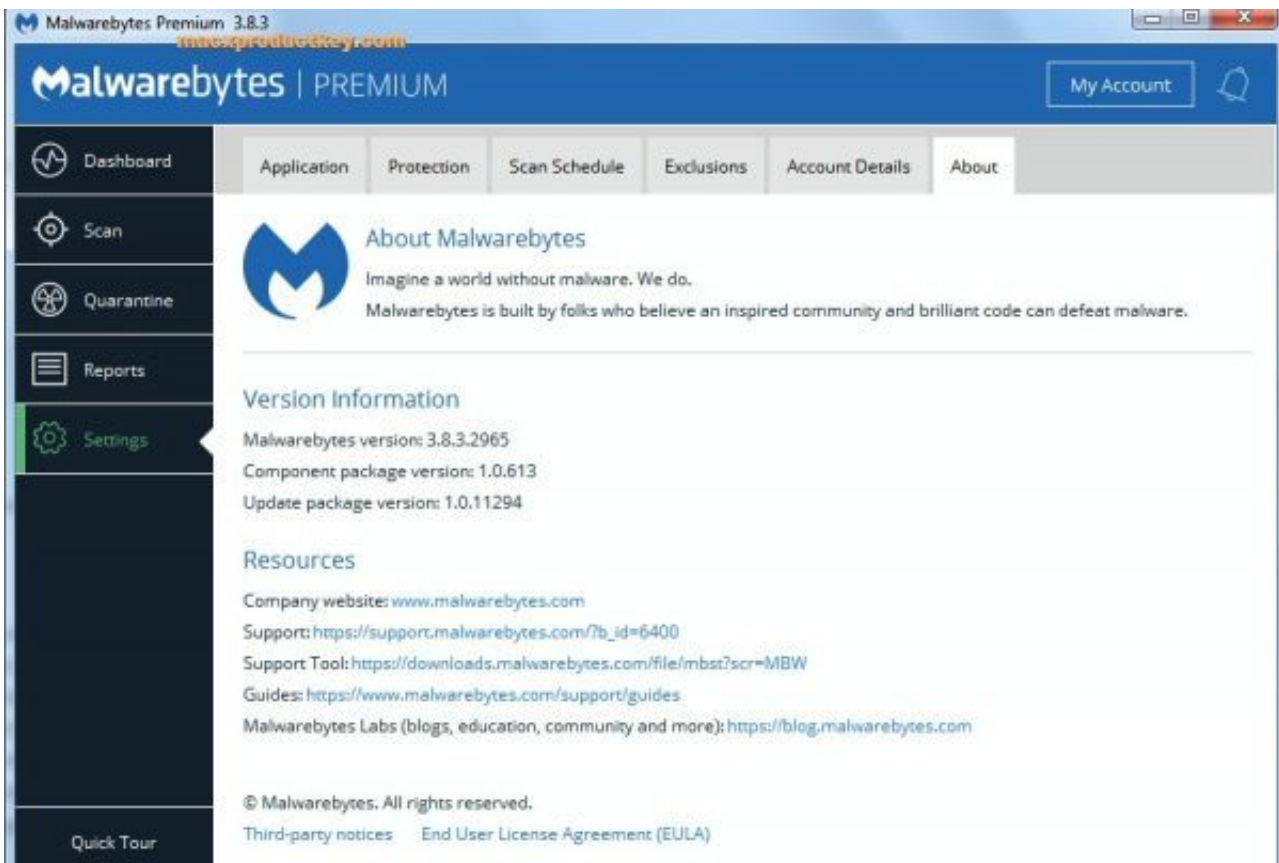 Malwarebytes Premium 3.8.3
macxproductkey.com
Malwarebytes | PREMIUM
My Account
Dashboard
Scan
Quarantine
Reports
Settings
Quick Tour
Application
Protection
Scan Schedule
Exclusions
Account Details
About
About Malwarebytes
Imagine a world without malware. We do.
Malwarebytes is built by folks who believe an inspired community and brilliant code can defeat malware.
Version Information
Malwarebytes version: 3.8.3.2965
Component package version: 1.0.613
Update package version: 1.0.11294
Resources
Company website: www.malwarebytes.com
Support: https://support.malwarebytes.com/?b_id=6400
Support Tool: https://downloads.malwarebytes.com/file/mbst?scr=MBW
Guides: https://www.malwarebytes.com/support/guides
Malwarebytes Labs (blogs, education, community and more): https://blog.malwarebytes.com
© Malwarebytes. All rights reserved.
Third-party notices End User License Agreement (EULA)